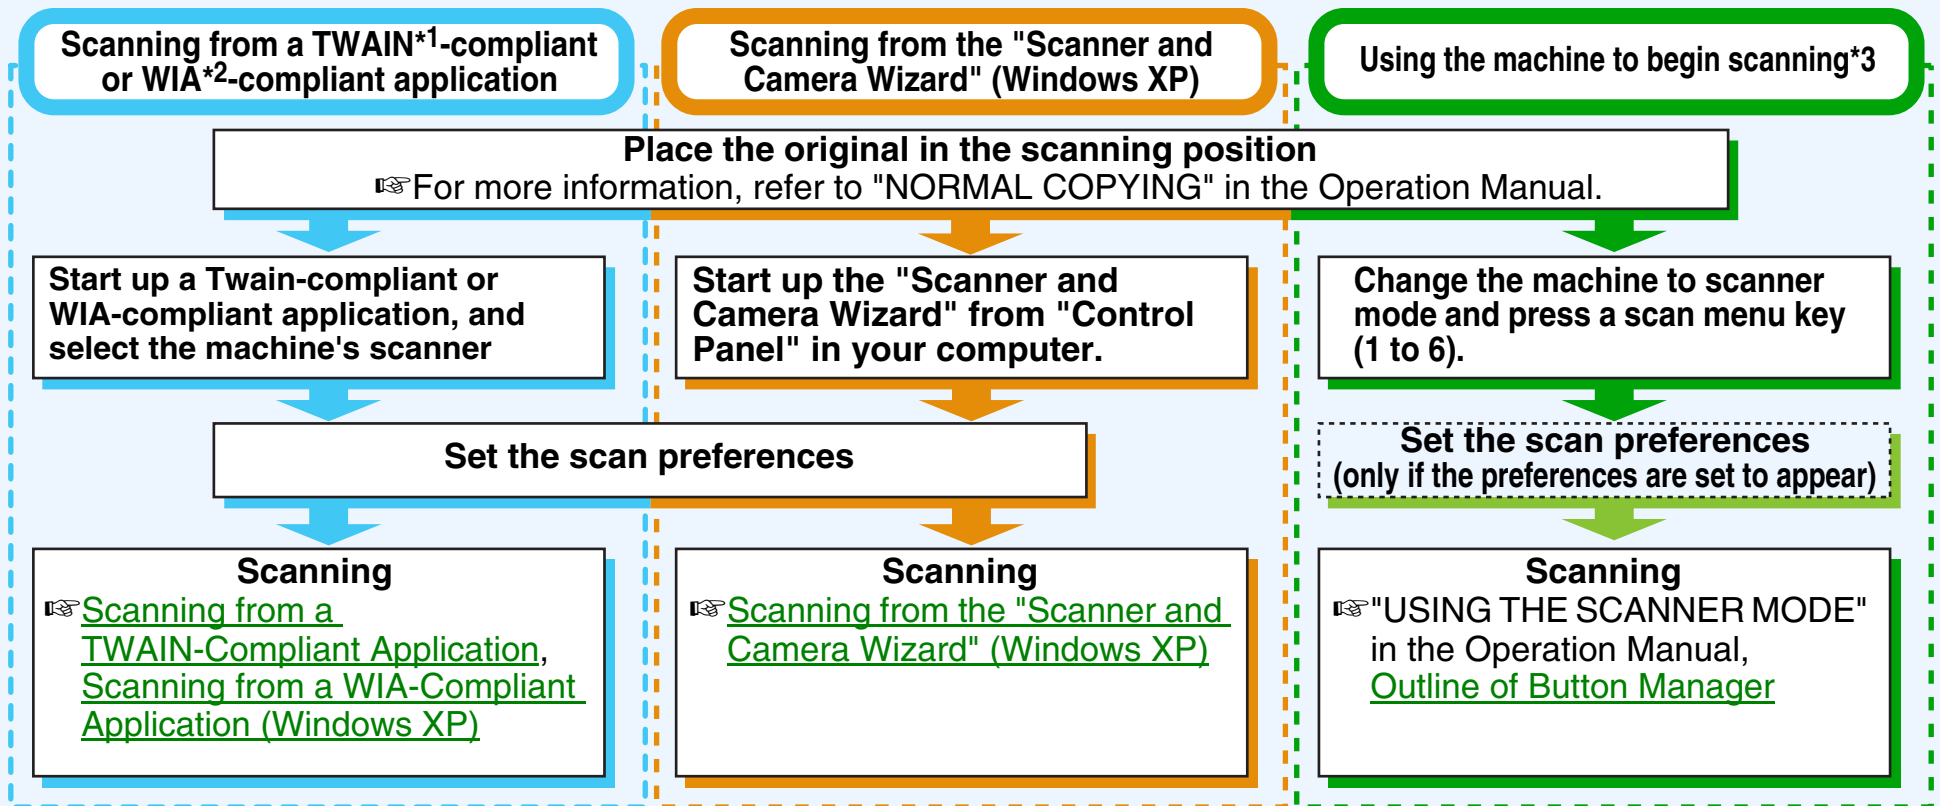 Scanning from a TWAIN*1-compliant
or WIA*2-compliant application
Scanning from the "Scanner and
Camera Wizard" (Windows XP)
Using the machine to begin scanning*3
Place the original in the scanning position
☞For more information, refer to "NORMAL COPYING" in the Operation Manual.
Start up a Twain-compliant or
WIA-compliant application, and
select the machine's scanner
Start up the "Scanner and
Camera Wizard" from "Control
Panel" in your computer.
Change the machine to scanner
mode and press a scan menu key
(1 to 6).
Set the scan preferences
Set the scan preferences
(only if the preferences are set to appear)
Scanning
☞Scanning from a
TWAIN-Compliant Application,
Scanning from a WIA-Compliant
Application (Windows XP)
Scanning
☞Scanning from the "Scanner and
Camera Wizard" (Windows XP)
Scanning
☞"USING THE SCANNER MODE"
in the Operation Manual,
Outline of Button Manager